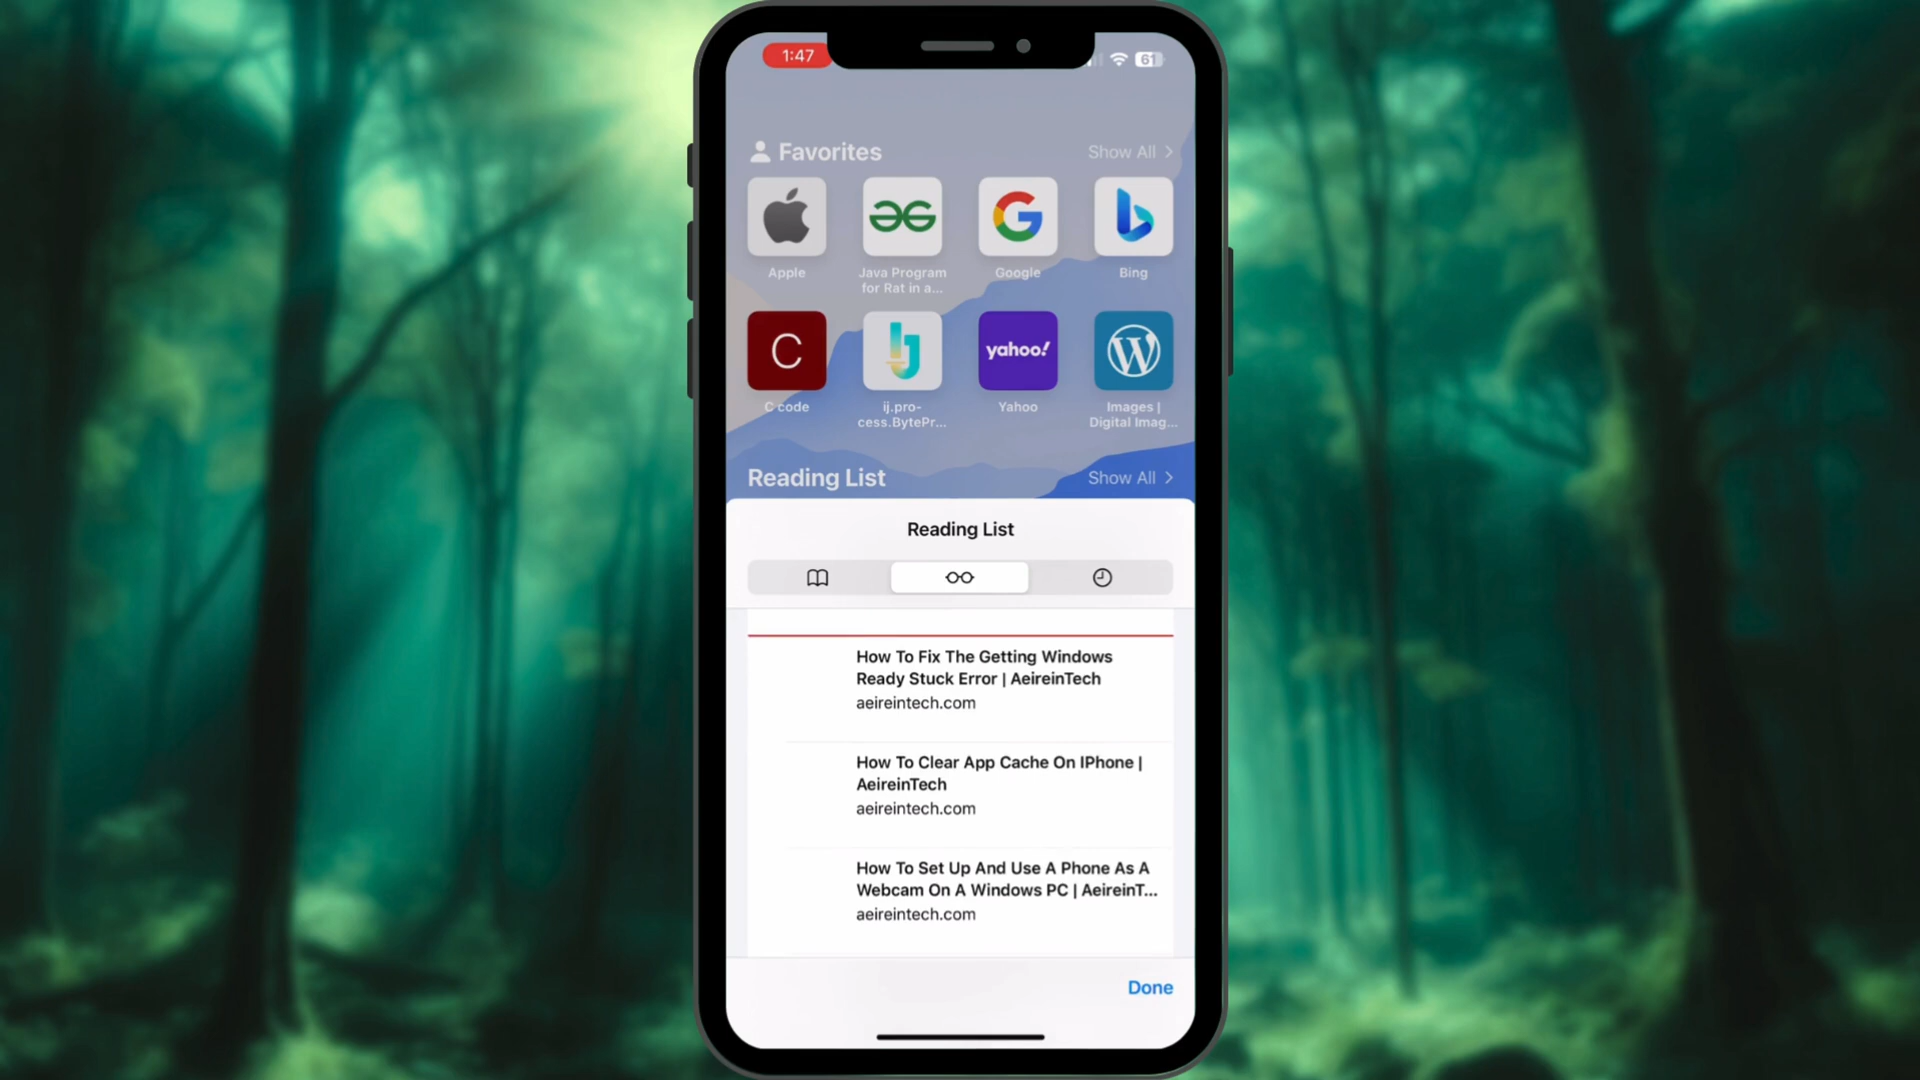 1:47
61
Favorites
Show All >
Apple
Java Program
for Rat in a...
Google
Bing
C
yahoo!
W
C code
ij.pro-
cess.BytePr...
Yahoo
Images |
Digital Imag...
Reading List
Show All >
Reading List
How To Fix The Getting Windows
Ready Stuck Error | AeireinTech
aeireintech.com
How To Clear App Cache On IPhone |
AeireinTech
aeireintech.com
How To Set Up And Use A Phone As A
Webcam On A Windows PC | AeireinT...
aeireintech.com
Done